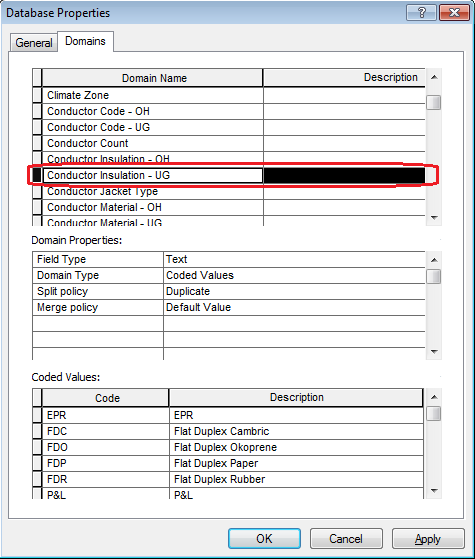 Database Properties
General Domains
Domain Name Description
Climate Zone
Conductor Code - OH
Conductor Code - UG
Conductor Count
Conductor Insulation - OH
Conductor Insulation - UG
Conductor Jacket Type
Conductor Material - OH
Conductor Material - UG
Domain Properties:
Field Type Text
Domain Type Coded Values
Split policy Duplicate
Merge policy Default Value
Coded Values:
Code Description
EPR EPR
FDC Flat Duplex Cambric
FDO Flat Duplex Okoprene
FDP Flat Duplex Paper
FDR Flat Duplex Rubber
P&L P&L
OK Cancel Apply